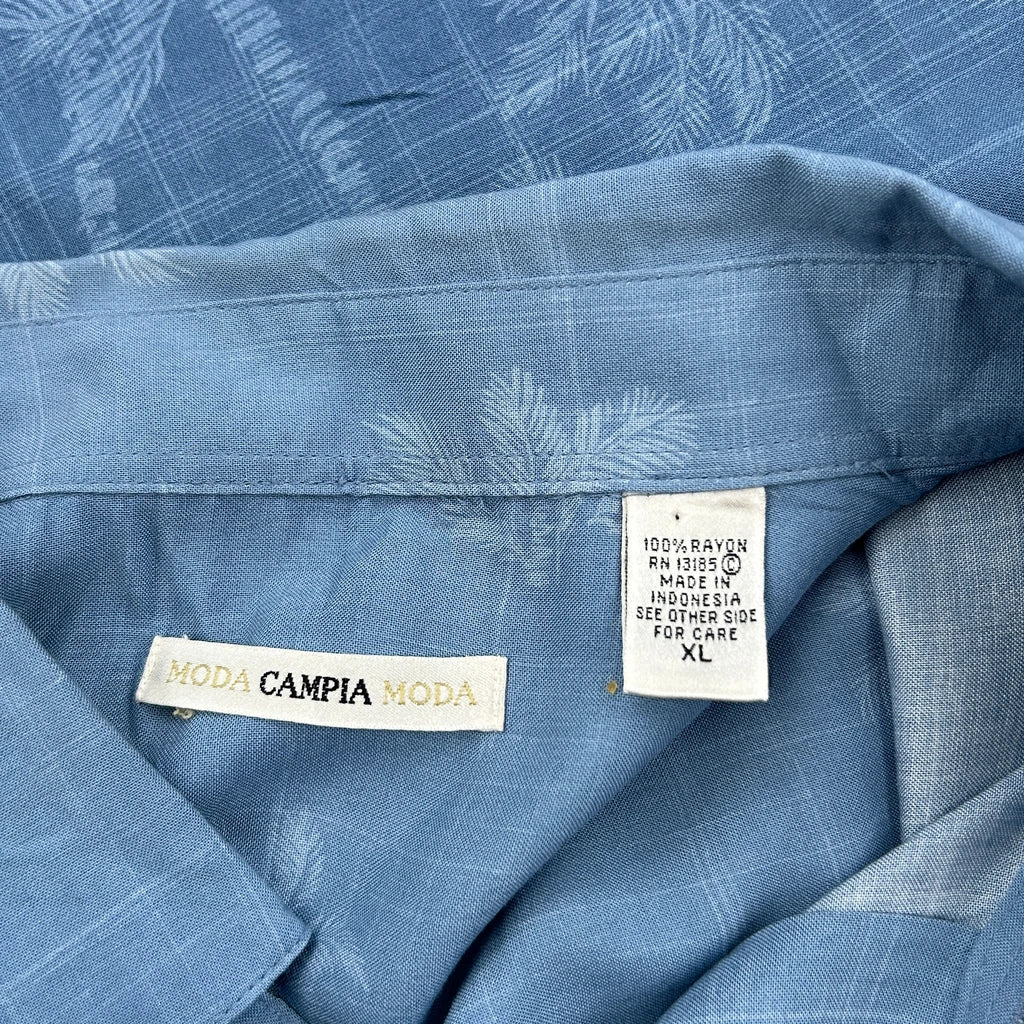 100% RAYON
RN 13185 ©
MADE IN
INDONESIA
SEE OTHER SIDE
FOR CARE
XL
MODA CAMPIA MODA